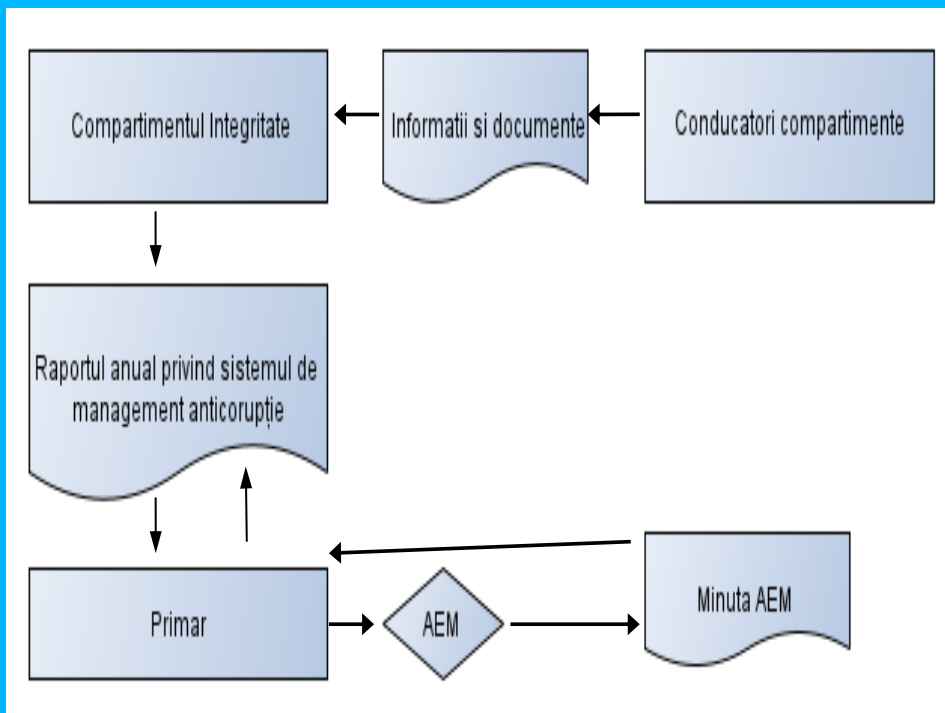 Compartimentul Integritate
Informatii si documente
Conducatori compartimente
Raportul anual privind sistemul de
management anticorupție
Primar
AEM
Minuta AEM